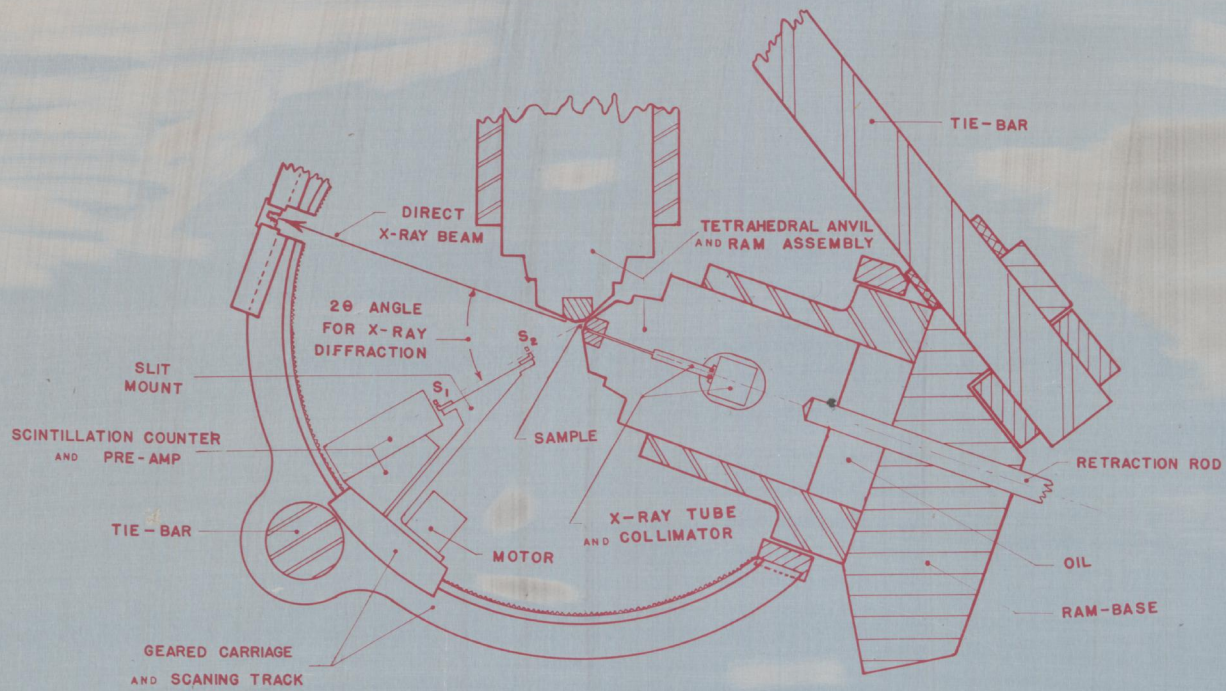 TIE-BAR
DIRECT
X-RAY BEAM
TETRAHEDRAL ANVIL
AND RAM ASSEMBLY
2θ ANGLE
FOR X-RAY
DIFFRACTION
S2
SLIT
MOUNT
S1
SCINTILLATION COUNTER
AND PRE-AMP
SAMPLE
RETRACTION ROD
X-RAY TUBE
AND COLLIMATOR
TIE-BAR
MOTOR
OIL
RAM-BASE
GEARED CARRIAGE
AND SCANING TRACK